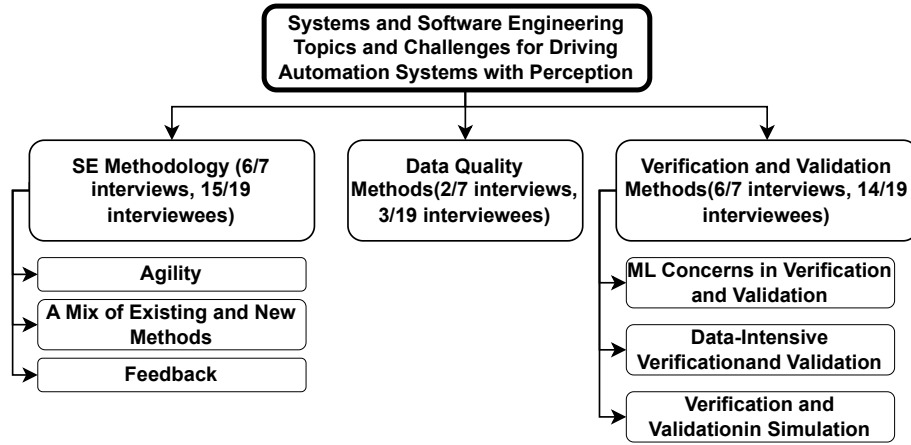 Systems and Software Engineering
Topics and Challenges for Driving
Automation Systems with Perception
SE Methodology (6/7
interviews, 15/19
interviewees)
Data Quality
Methods(2/7 interviews,
3/19 interviewees)
Verification and Validation
Methods(6/7 interviews, 14/19
interviewees)
Agility
A Mix of Existing and New
Methods
Feedback
ML Concerns in Verification
and Validation
Data-Intensive
Verificationand Validation
Verification and
Validationin Simulation